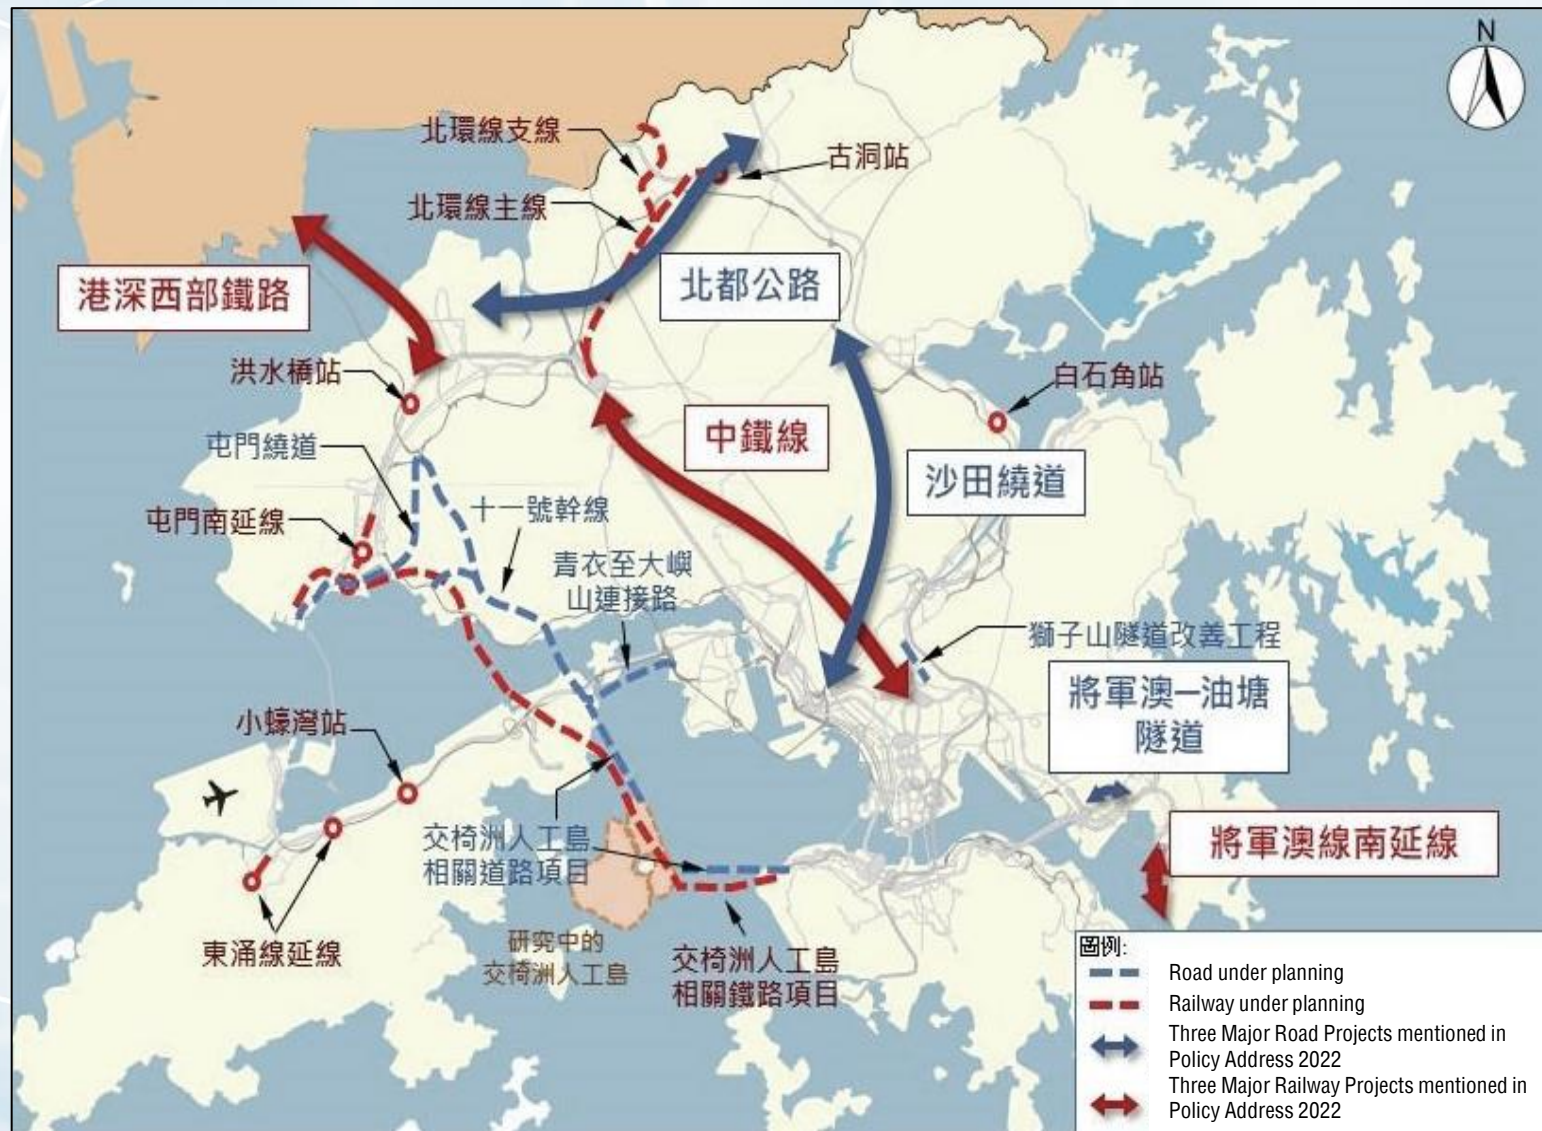 N
北環線支線
古洞站
北環線主線
港深西部鐵路
北都公路
洪水橋站
白石角站
中鐵線
屯門繞道
沙田繞道
十一號幹線
屯門南延線
青衣至大嶼
山連接路
獅子山隧道改善工程
將軍澳–油塘
隧道
小蠔灣站
交椅洲人工島
相關道路項目
將軍澳線南延線
東涌線延線
研究中的
交椅洲人工島
交椅洲人工島
相關鐵路項目
圖例:
Road under planning
Railway under planning
Three Major Road Projects mentioned in
Policy Address 2022
Three Major Railway Projects mentioned in
Policy Address 2022